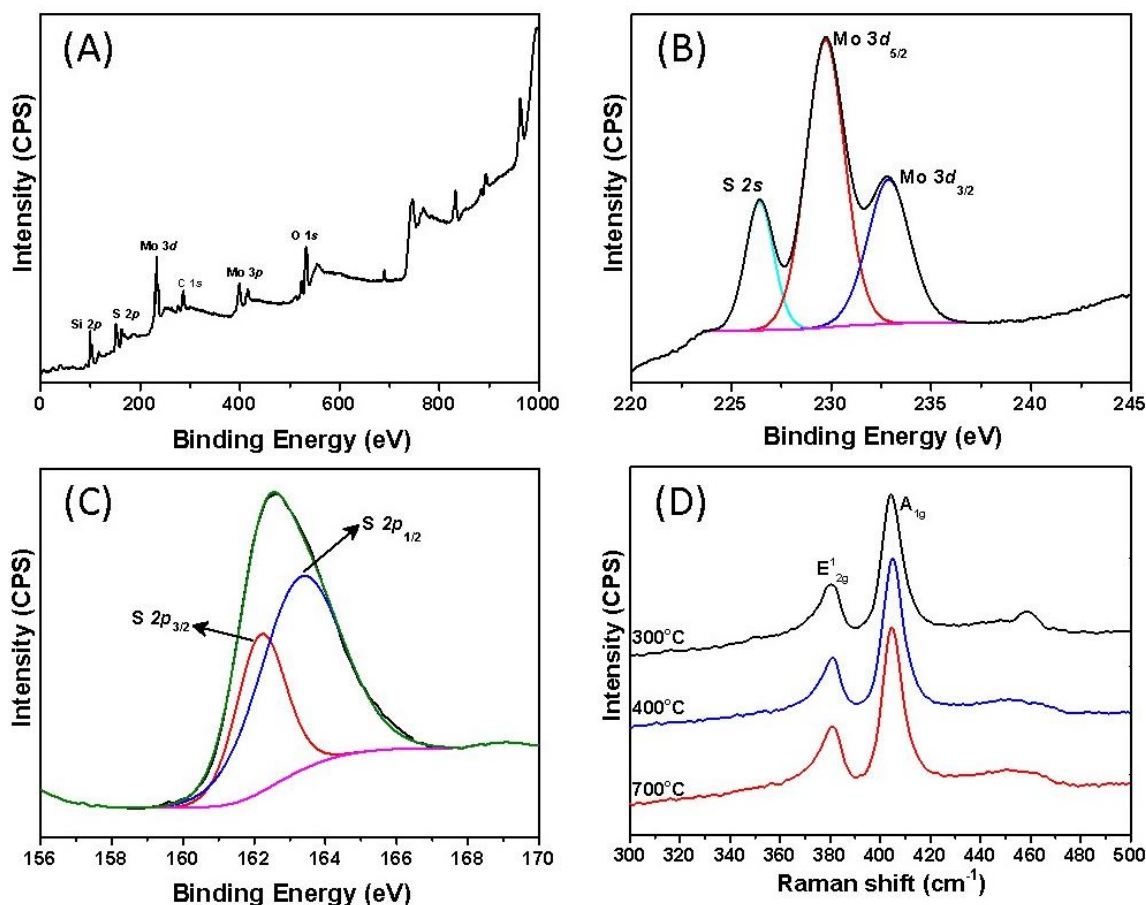 (A)
Intensity (CPS)
Si 2p
S 2p
Mo 3d
C 1s
Mo 3p
O 1s
0 200 400 600 800 1000
Binding Energy (eV)
(B)
Intensity (CPS)
S 2s
Mo 3d5/2
Mo 3d3/2
220 225 230 235 240 245
Binding Energy (eV)
(C)
Intensity (CPS)
S 2p3/2
S 2p1/2
156 158 160 162 164 166 168 170
Binding Energy (eV)
(D)
Intensity (CPS)
E¹2g
A1g
300°C
400°C
700°C
300 320 340 360 380 400 420 440 460 480 500
Raman shift (cm⁻¹)